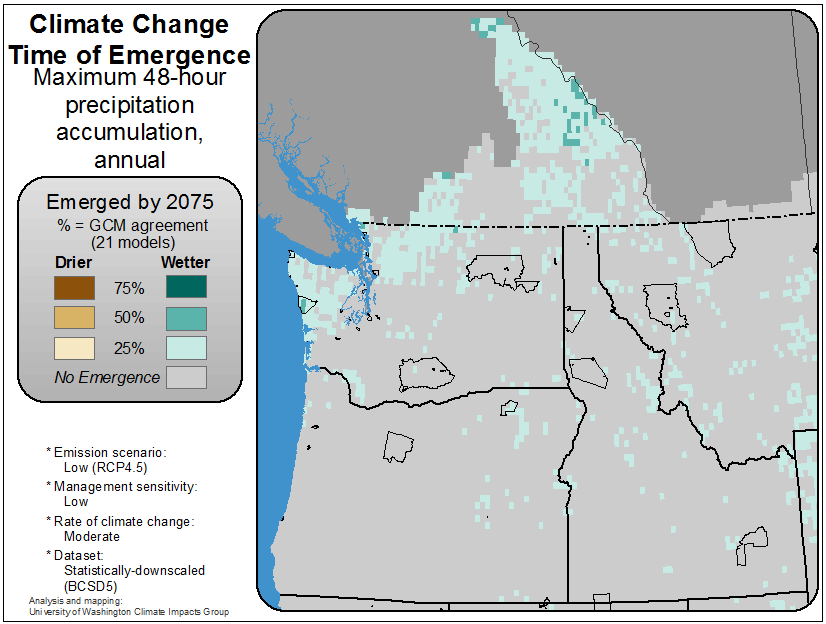 Climate Change
Time of Emergence
Maximum 48-hour
precipitation
accumulation,
annual
Emerged by 2075
% = GCM agreement
(21 models)
Drier Wetter
75%
50%
25%
No Emergence
* Emission scenario:
Low (RCP4.5)
* Management sensitivity:
Low
* Rate of climate change:
Moderate
* Dataset:
Statistically-downscaled
(BCSD5)
Analysis and mapping:
University of Washington Climate Impacts Group